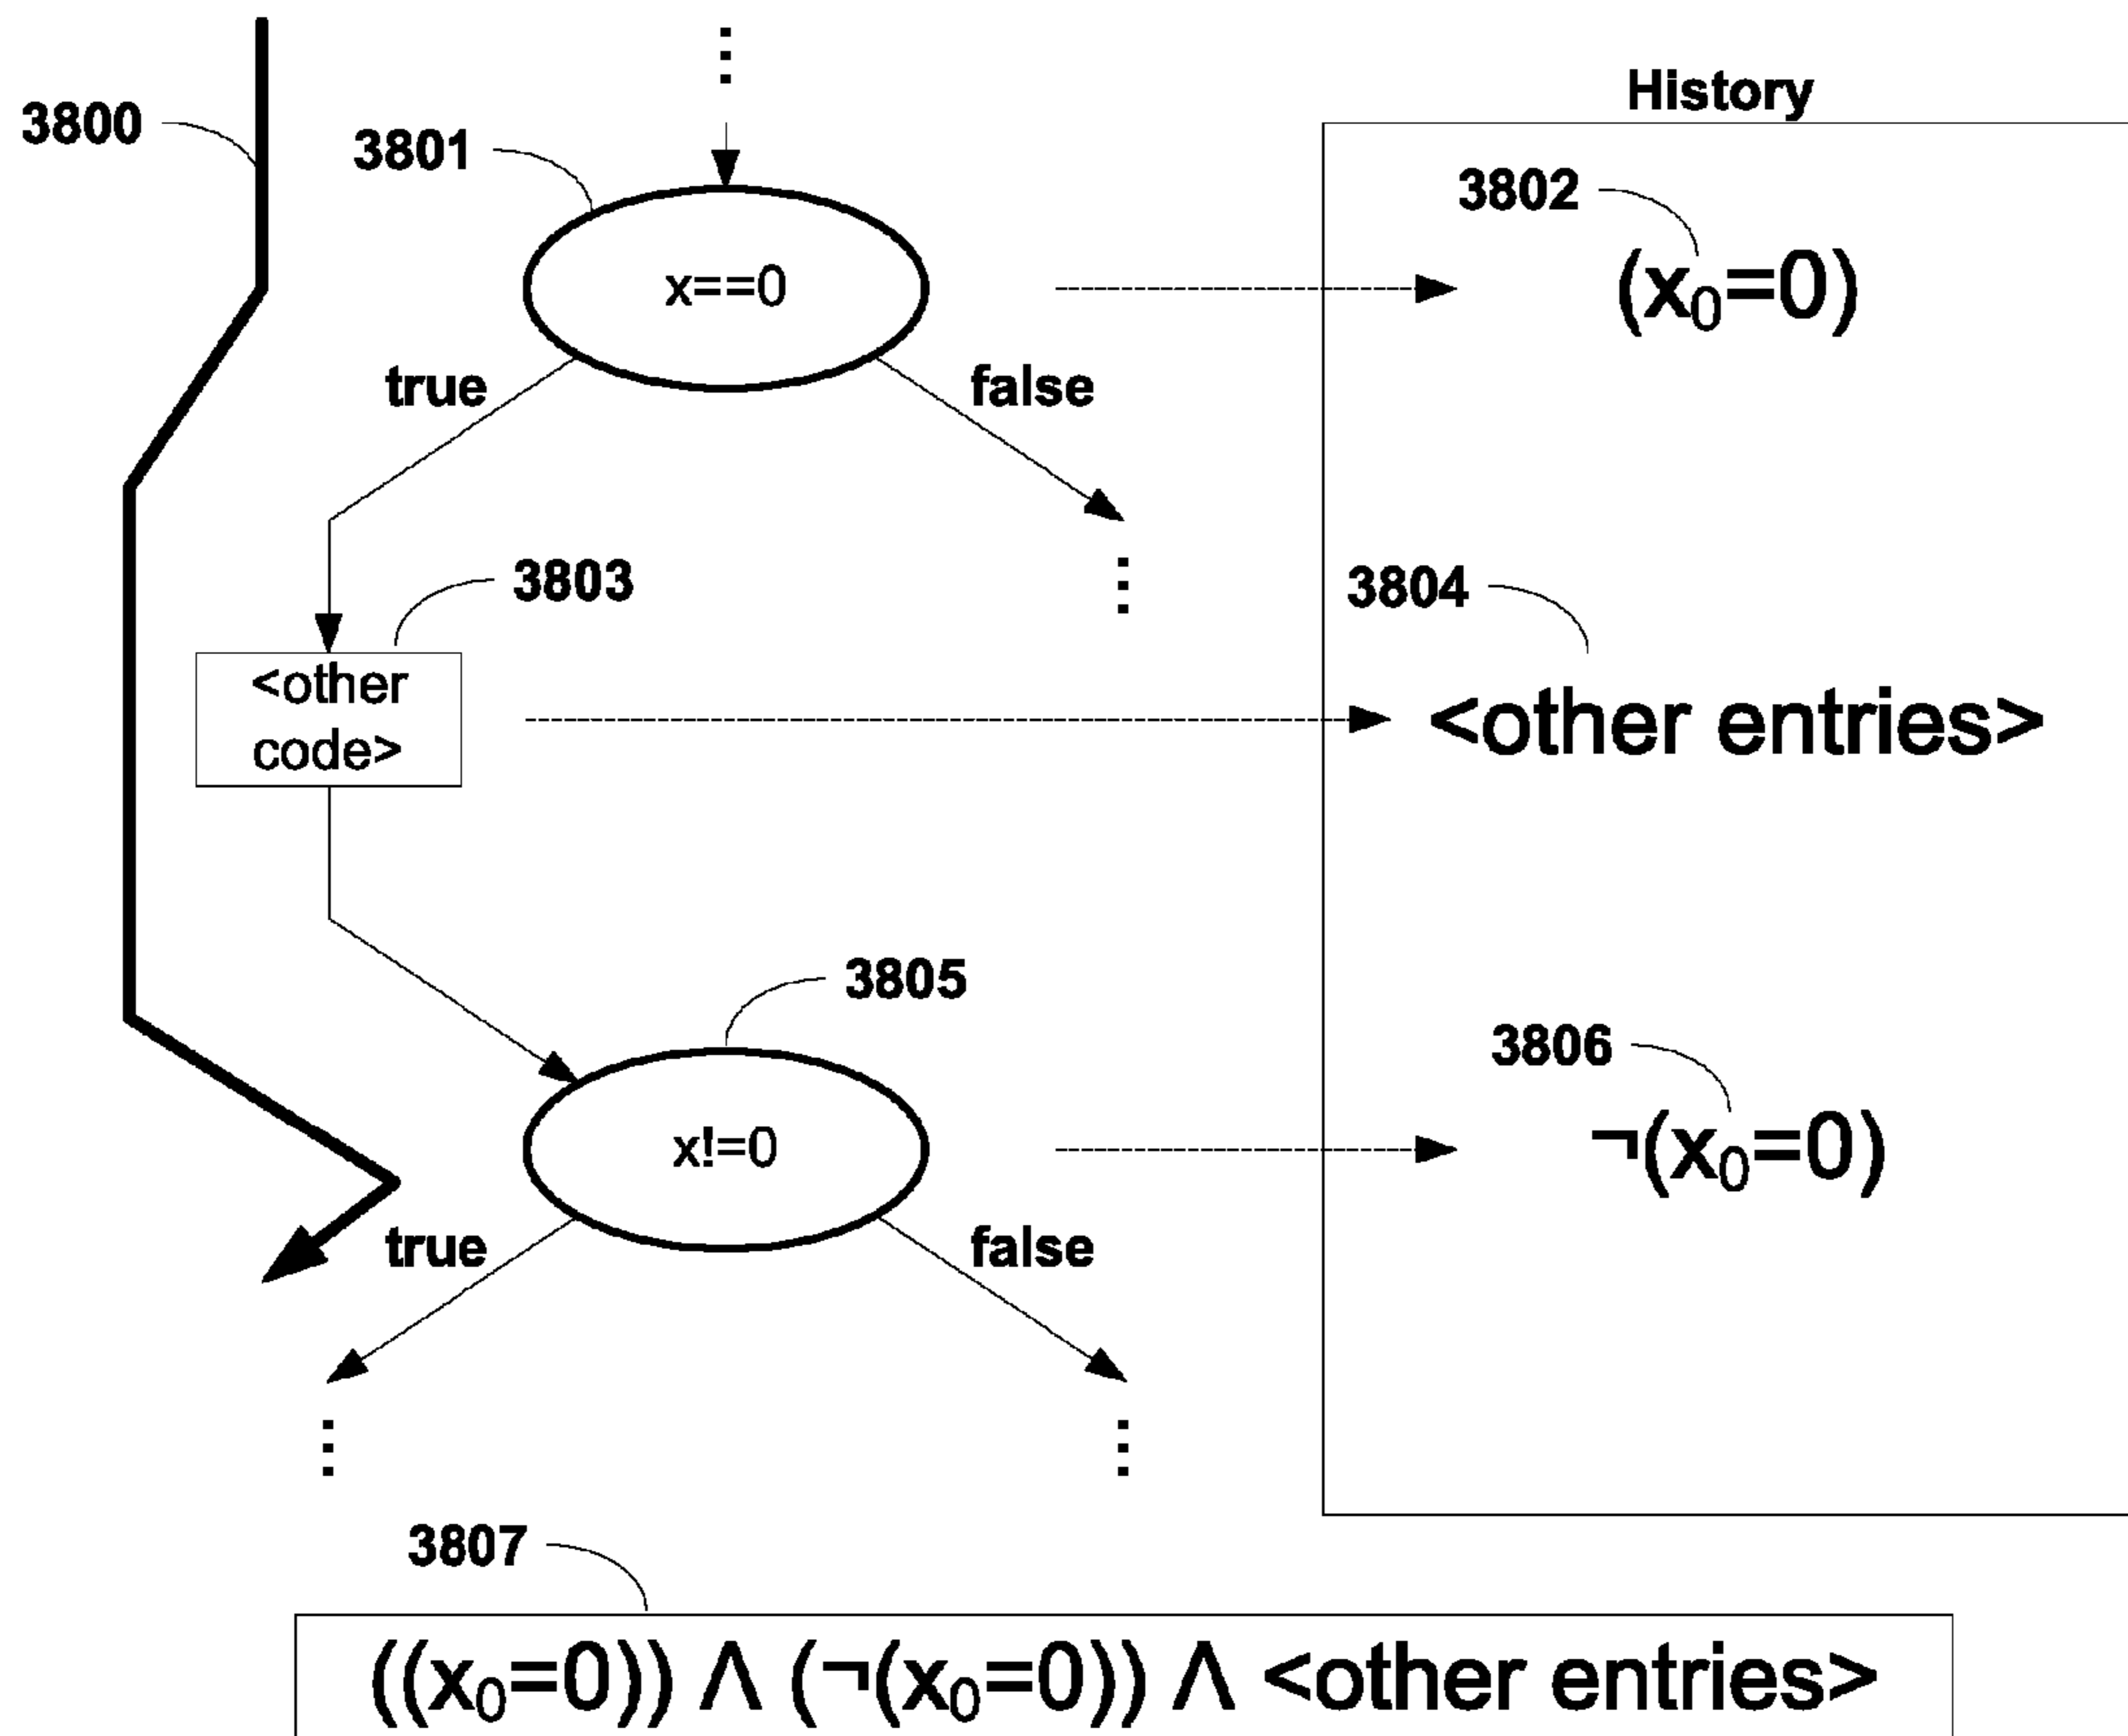 History
3800
3801
3802
x==0
(x₀=0)
true
false
3803
3804
<other
code>
<other entries>
3805
3806
x!=0
¬(x₀=0)
true
false
3807
((x₀=0)) Λ (¬(x₀=0)) Λ <other entries>